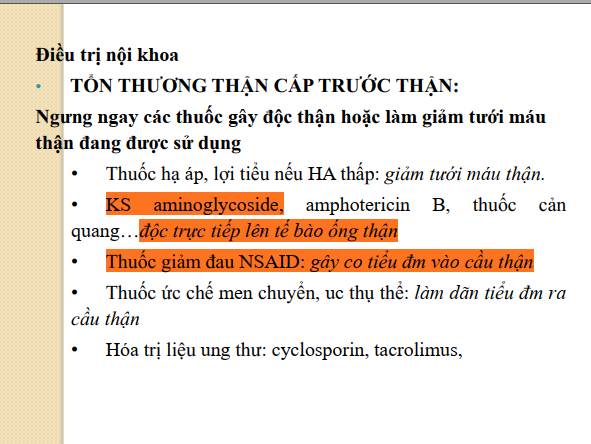 Điều trị nội khoa
• TỔN THƯƠNG THẬN CẤP TRƯỚC THẬN:
Ngưng ngay các thuốc gây độc thận hoặc làm giảm tưới máu
thận đang được sử dụng
• Thuốc hạ áp, lợi tiểu nếu HA thấp: giảm tưới máu thận.
• KS aminoglycoside, amphotericin B, thuốc cản
quang…độc trực tiếp lên tế bào ống thận
• Thuốc giảm đau NSAID: gây co tiểu đm vào cầu thận
• Thuốc ức chế men chuyển, uc thụ thể: làm dãn tiểu đm ra
cầu thận
• Hóa trị liệu ung thư: cyclosporin, tacrolimus,